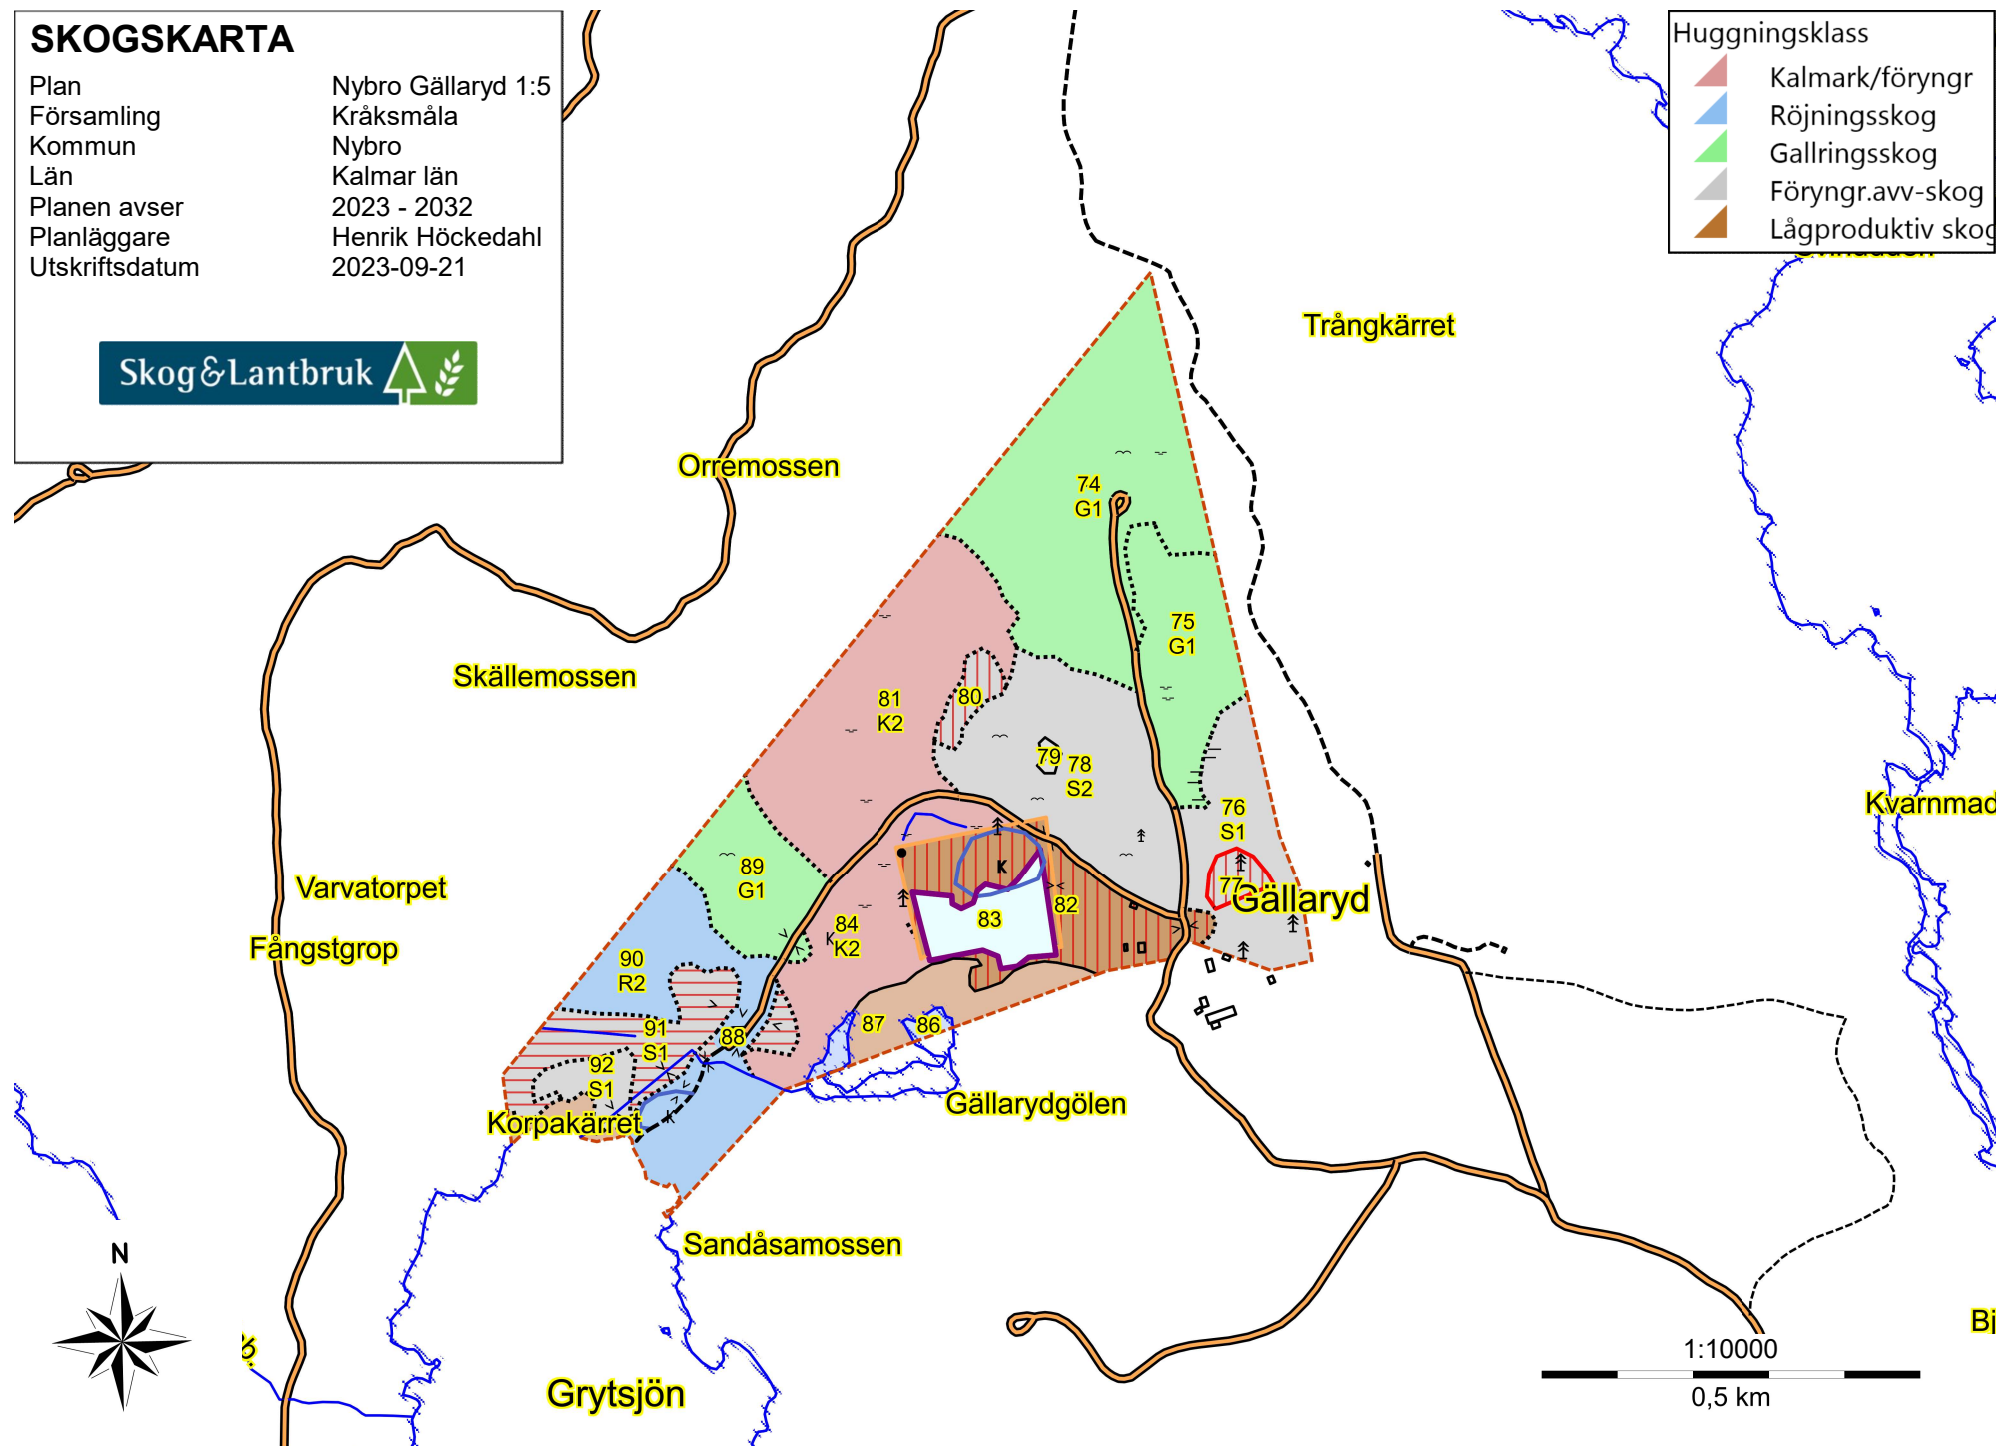 SKOGSKARTA
Plan Nybro Gällaryd 1:5
Församling Kråksmåla
Kommun Nybro
Län Kalmar län
Planen avser 2023 - 2032
Planläggare Henrik Höckedahl
Utskriftsdatum 2023-09-21
Skog&Lantbruk
Huggningsklass
Kalmark/föryngr
Röjningsskog
Gallringsskog
Föryngr.avv-skog
Lågproduktiv skog
Trångkärret
Orremossen
74
G1
75
G1
Skällemossen
81
K2
80
79
78
S2
76
S1
Kvarnmad
77
Gällaryd
89
G1
Varvatorpet
K
82
83
84
K2
K
Fångstgrop
90
R2
87
86
91
S1
88
92
S1
Korpakärret
K
Gällarydgölen
Sandåsamossen
N
Grytsjön
Bj
1:10000
0,5 km